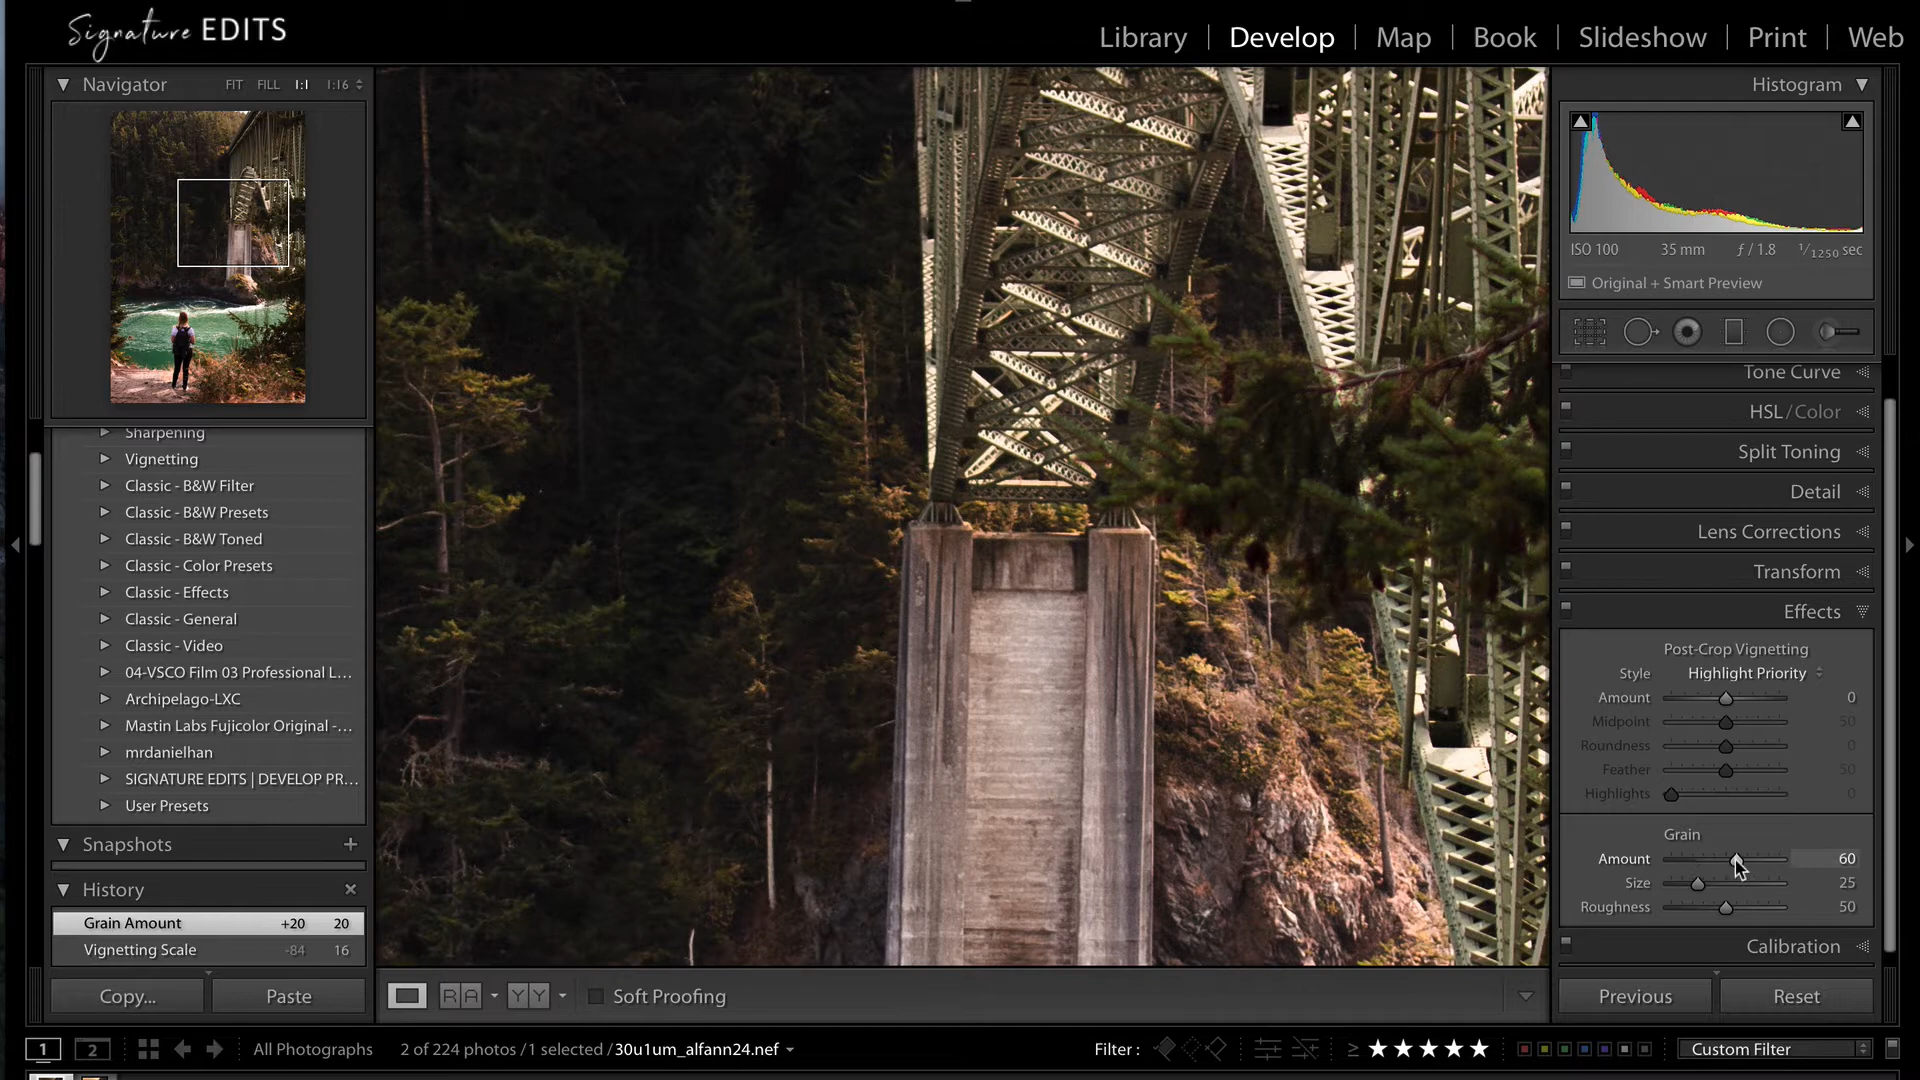 Signature EDITS
Library | Develop | Map | Book | Slideshow | Print | Web
Navigator FIT FILL 1:1 1:16
Sharpening
Vignetting
Classic - B&W Filter
Classic - B&W Presets
Classic - B&W Toned
Classic - Color Presets
Classic - Effects
Classic - General
Classic - Video
04-VSCO Film 03 Professional L...
Archipelago-LXC
Mastin Labs Fujicolor Original -...
mrdanielhan
SIGNATURE EDITS | DEVELOP PR...
User Presets
Snapshots +
History ×
Grain Amount +20 20
Vignetting Scale -84 16
Copy... Paste
R A Y Y Soft Proofing
Histogram
ISO 100 35 mm ƒ / 1.8 1/1250 sec
Original + Smart Preview
Tone Curve
HSL / Color
Split Toning
Detail
Lens Corrections
Transform
Effects
Post-Crop Vignetting
Style Highlight Priority
Amount 0
Midpoint 50
Roundness 0
Feather 50
Highlights 0
Grain
Amount 60
Size 25
Roughness 50
Calibration
Previous Reset
1 2 All Photographs 2 of 224 photos / 1 selected / 30u1um_alfann24.nef Filter : ≥ ★★★★★ Custom Filter